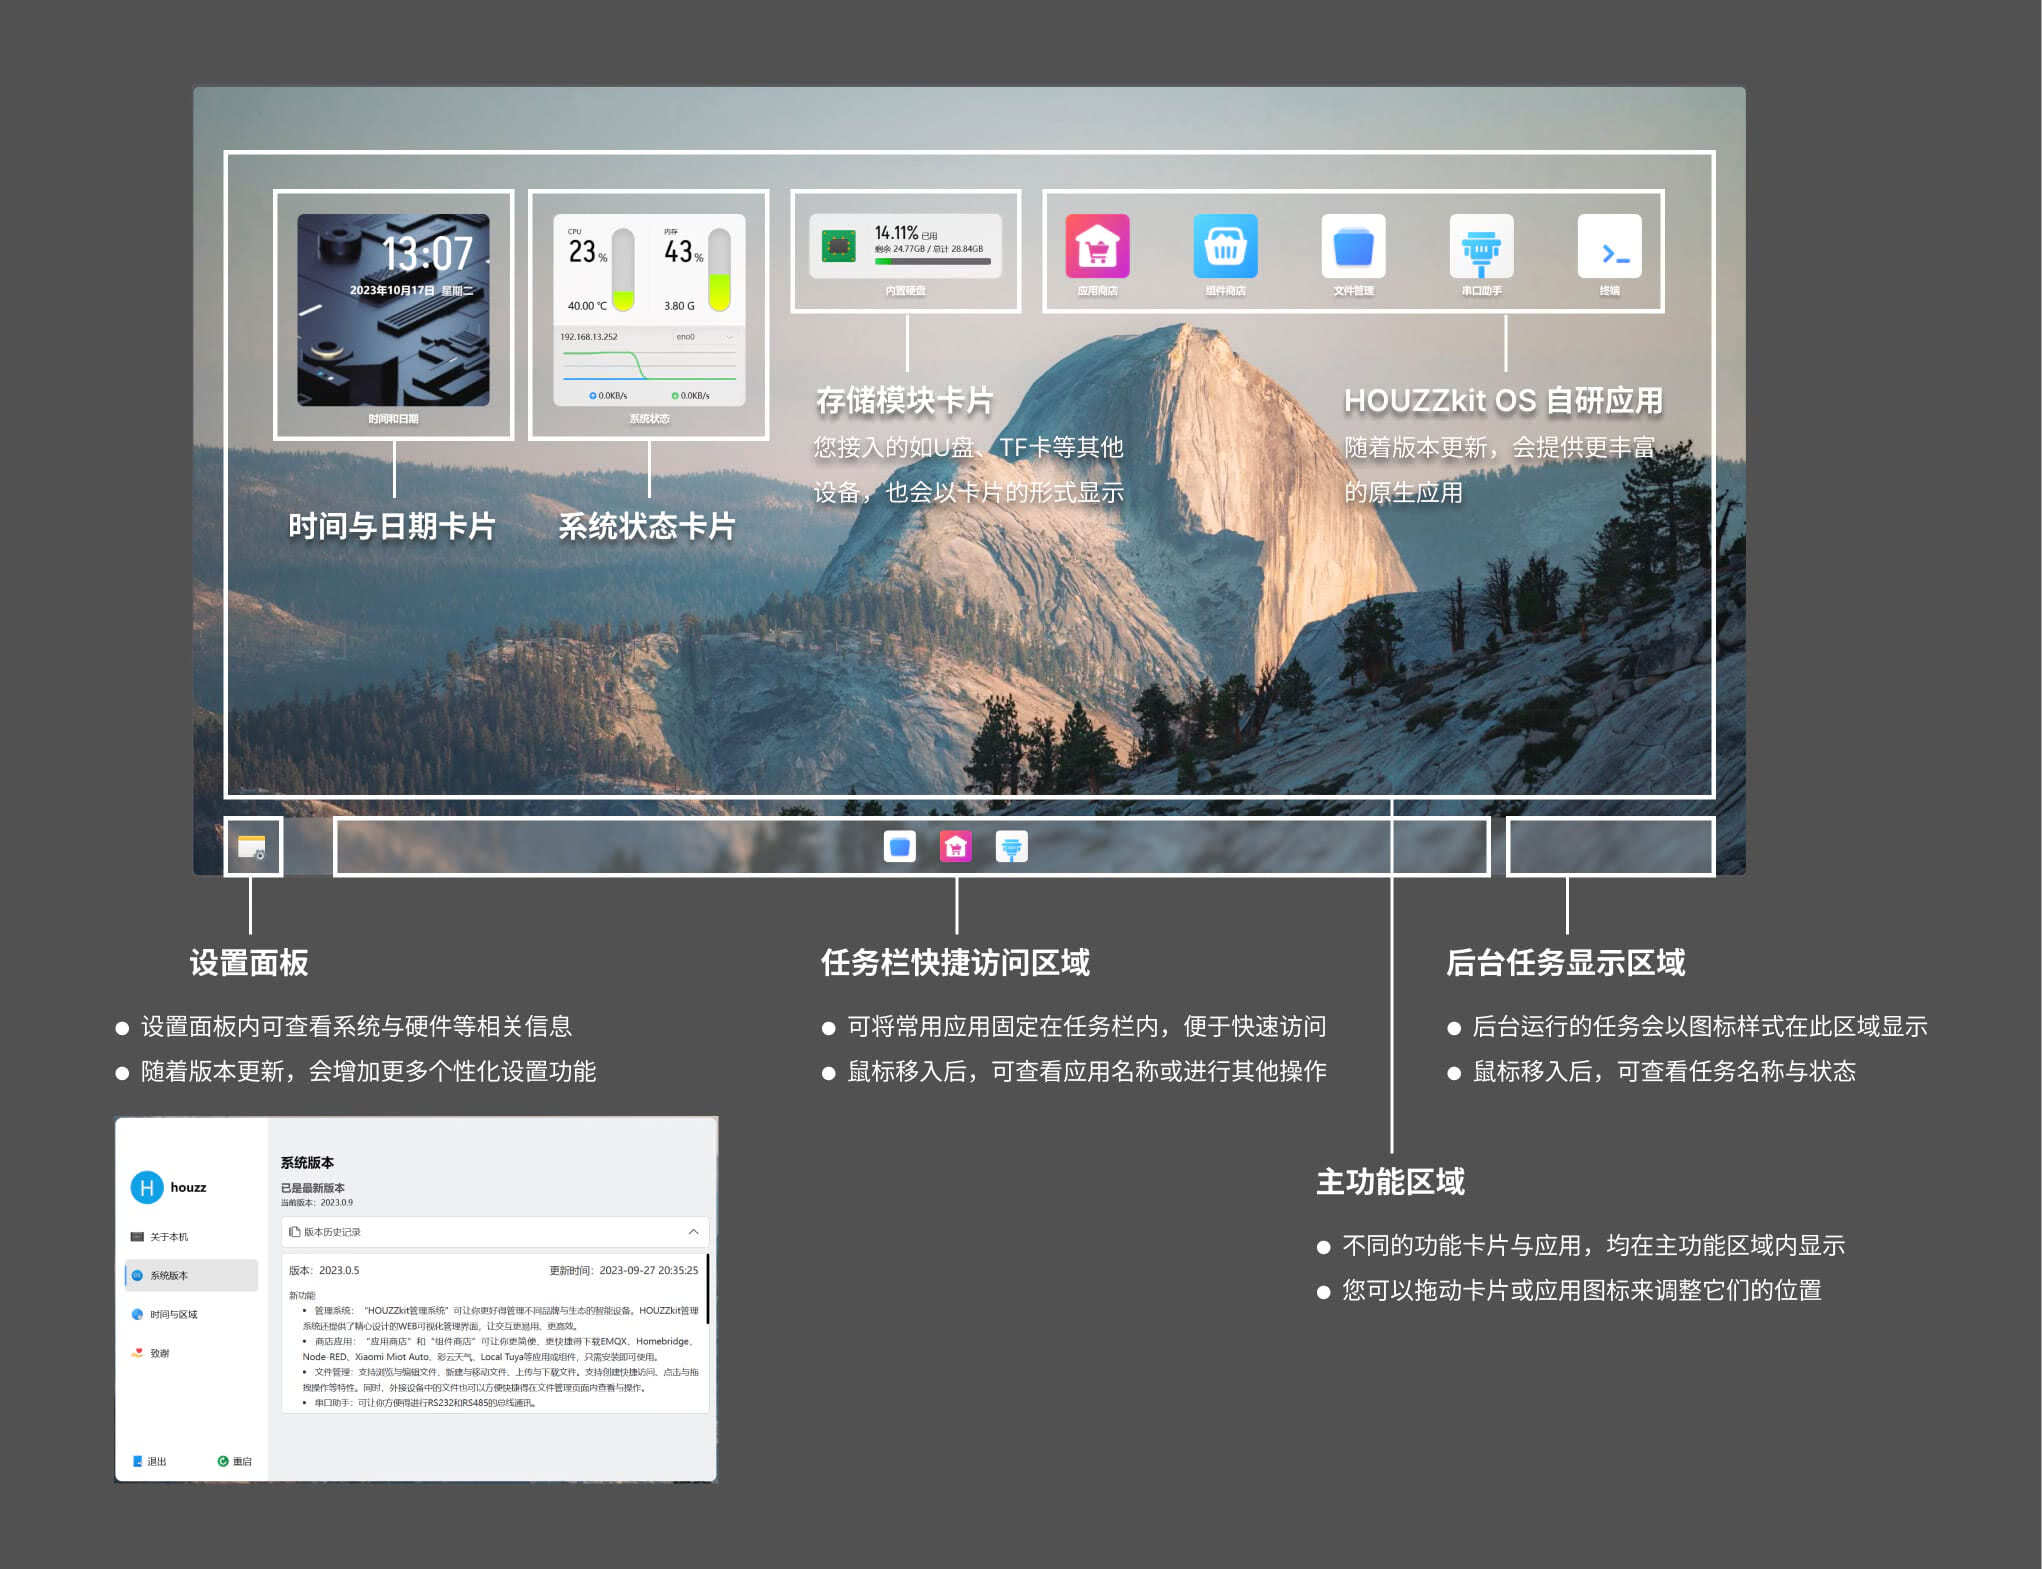 13:07
2023年10月17日 星期二
时间和日期
CPU
23%
40.00 ℃
内存
43%
3.80 G
192.168.13.252
eno0
0.0KB/s
0.0KB/s
系统状态
14.11% 已用
剩余 24.77GB / 总计 28.84GB
内置硬盘
应用商店
组件商店
文件管理
串口助手
终端
时间与日期卡片
系统状态卡片
存储模块卡片
您接入的如U盘、TF卡等其他
设备，也会以卡片的形式显示
HOUZZkit OS 自研应用
随着版本更新，会提供更丰富
的原生应用
设置面板
● 设置面板内可查看系统与硬件等相关信息
● 随着版本更新，会增加更多个性化设置功能
任务栏快捷访问区域
● 可将常用应用固定在任务栏内，便于快速访问
● 鼠标移入后，可查看应用名称或进行其他操作
后台任务显示区域
● 后台运行的任务会以图标样式在此区域显示
● 鼠标移入后，可查看任务名称与状态
主功能区域
● 不同的功能卡片与应用，均在主功能区域内显示
● 您可以拖动卡片或应用图标来调整它们的位置
H houzz
关于本机
系统版本
时间与区域
致谢
退出
重启
系统版本
已是最新版本
当前版本：2023.0.9
版本历史记录
版本：2023.0.5
更新时间：2023-09-27 20:35:25
新功能
• 管理系统：“HOUZZkit管理系统”可让你更好得管理不同品牌与生态的智能设备。HOUZZkit管理
系统还提供了精心设计的WEB可视化管理界面，让交互更易用、更高效。
• 商店应用：“应用商店”和“组件商店”可让你更简便、更快捷得下载EMQX、Homebridge、
Node-RED、Xiaomi Miot Auto、彩云天气、Local Tuya等应用或组件，只需安装即可使用。
• 文件管理：支持浏览与编辑文件、新建与移动文件、上传与下载文件。支持创建快捷访问、点击与拖
拽操作等特性。同时，外接设备中的文件也可以方便快捷得在文件管理页面内查看与操作。
• 串口助手：可让你方便得进行RS232和RS485的总线通讯。